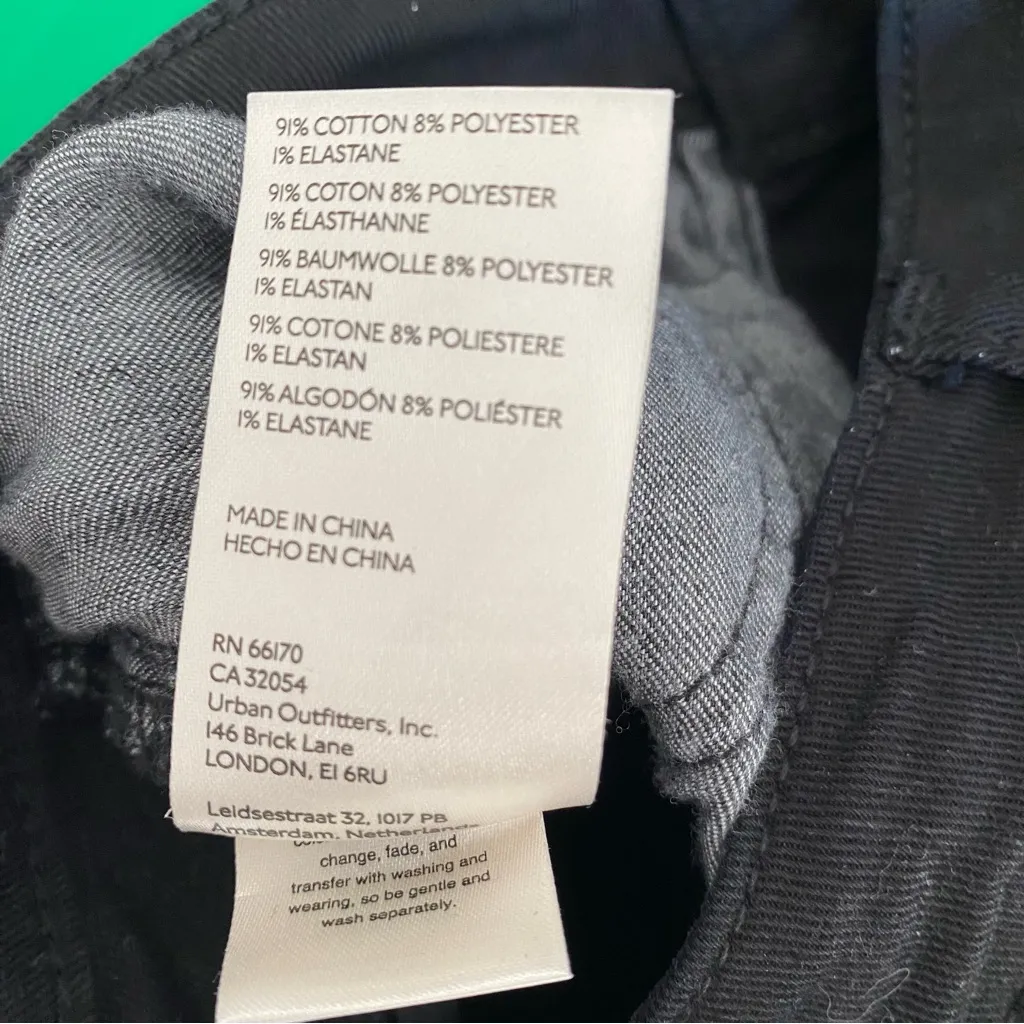 91% COTTON 8% POLYESTER
1% ELASTANE
91% COTON 8% POLYESTER
1% ÉLASTHANNE
91% BAUMWOLLE 8% POLYESTER
1% ELASTAN
91% COTONE 8% POLIESTERE
1% ELASTAN
91% ALGODÓN 8% POLIÉSTER
1% ELASTANE
MADE IN CHINA
HECHO EN CHINA
RN 66170
CA 32054
Urban Outfitters, Inc.
146 Brick Lane
LONDON, E1 6RU
Leidsestraat 32, 1017 PB
Amsterdam, Netherlands
change, fade, and
transfer with washing and
wearing, so be gentle and
wash separately.